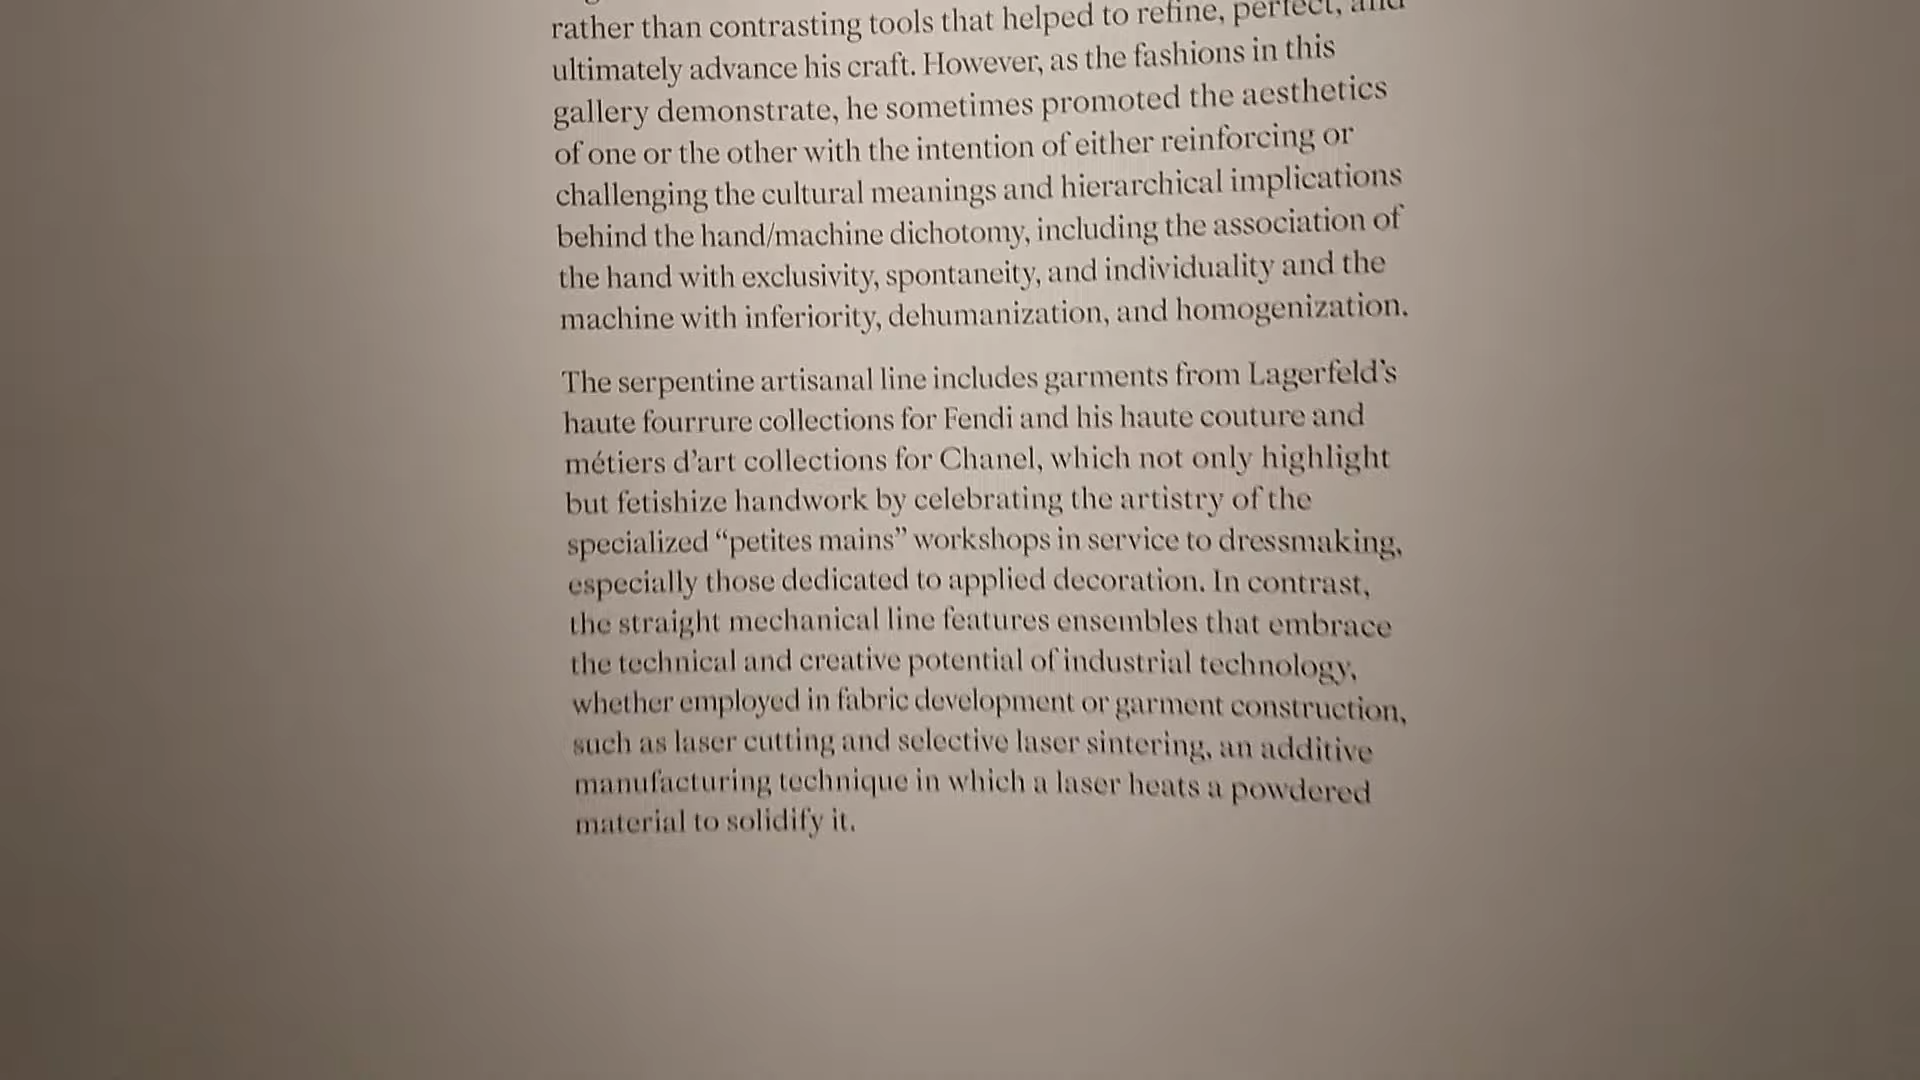 rather than contrasting tools that helped to refine, perfect, and
ultimately advance his craft. However, as the fashions in this
gallery demonstrate, he sometimes promoted the aesthetics
of one or the other with the intention of either reinforcing or
challenging the cultural meanings and hierarchical implications
behind the hand/machine dichotomy, including the association of
the hand with exclusivity, spontaneity, and individuality and the
machine with inferiority, dehumanization, and homogenization.
The serpentine artisanal line includes garments from Lagerfeld’s
haute fourrure collections for Fendi and his haute couture and
métiers d’art collections for Chanel, which not only highlight
but fetishize handwork by celebrating the artistry of the
specialized “petites mains” workshops in service to dressmaking,
especially those dedicated to applied decoration. In contrast,
the straight mechanical line features ensembles that embrace
the technical and creative potential of industrial technology,
whether employed in fabric development or garment construction,
such as laser cutting and selective laser sintering, an additive
manufacturing technique in which a laser heats a powdered
material to solidify it.